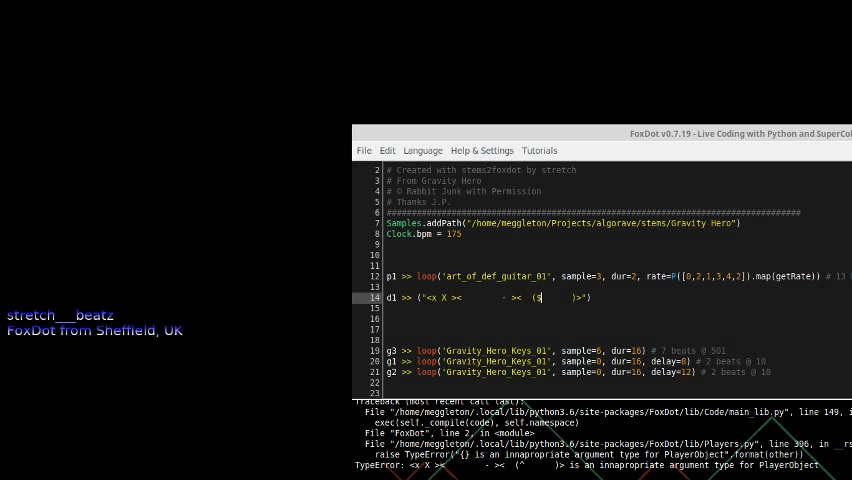 stretch___beatz
FoxDot from Sheffield, UK
FoxDot v0.7.19 - Live Coding with Python and SuperCol
File Edit Language Help & Settings Tutorials
2 # Created with stems2foxdot by stretch
3 # From Gravity Hero
4 # © Rabbit Junk with Permission
5 # Thanks J.P.
6 ################################################################################
7 Samples.addPath("/home/meggleton/Projects/algorave/stems/Gravity Hero")
8 Clock.bpm = 175
9
10
11
12 p1 >> loop('art_of_def_guitar_01', sample=3, dur=2, rate=P([0,2,1,3,4,2]).map(getRate)) # 13
13
14 d1 >> ("<x X ><        - ><  ($      )>")
15
16
17
18
19 g3 >> loop('Gravity_Hero_Keys_01', sample=6, dur=16) # 7 beats @ 501
20 g1 >> loop('Gravity_Hero_Keys_01', sample=0, dur=16, delay=8) # 2 beats @ 10
21 g2 >> loop('Gravity_Hero_Keys_01', sample=0, dur=16, delay=12) # 2 beats @ 10
22
23
Traceback (most recent call last):
File "/home/meggleton/.local/lib/python3.6/site-packages/FoxDot/lib/Code/main_lib.py", line 149, i
exec(self._compile(code), self.namespace)
File "FoxDot", line 2, in <module>
File "/home/meggleton/.local/lib/python3.6/site-packages/FoxDot/lib/Players.py", line 396, in __rs
raise TypeError("{} is an innapropriate argument type for PlayerObject".format(other))
TypeError: <x X ><        - ><  (^      )> is an innapropriate argument type for PlayerObject